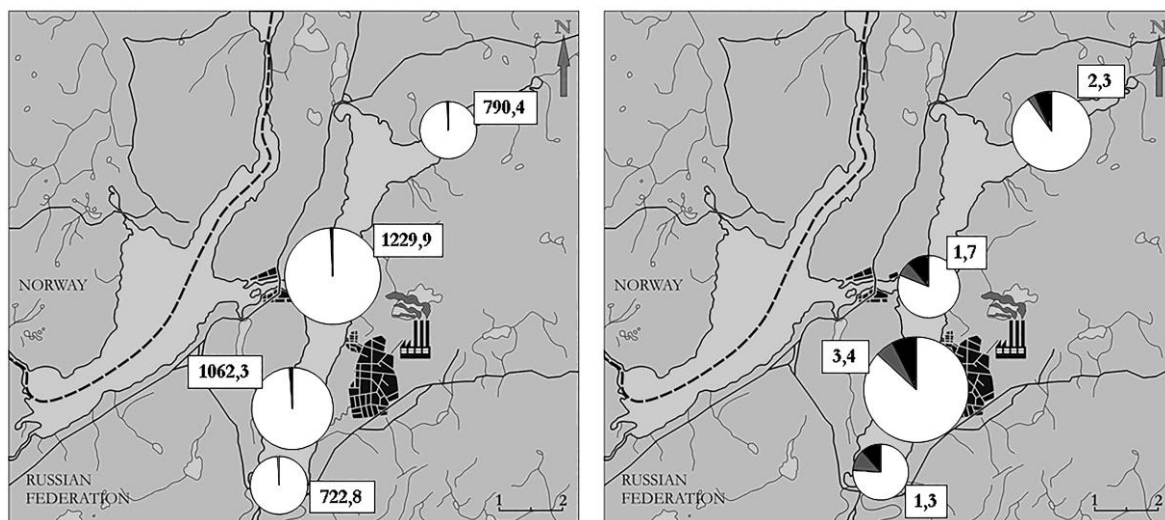 N
790,4
1229,9
NORWAY
1062,3
RUSSIAN
FEDERATION
722,8
1 2
N
2,3
1,7
NORWAY
3,4
RUSSIAN
FEDERATION
1,3
1 2